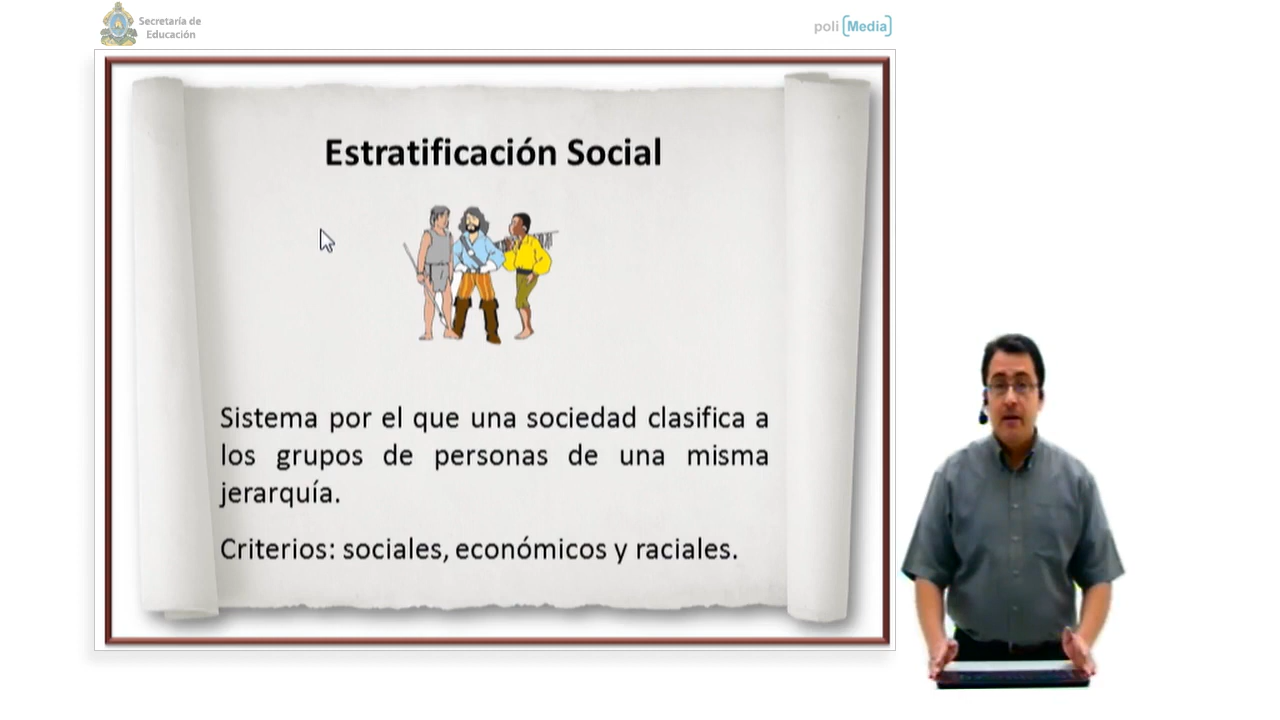 Secretaría de
Educación
poli [Media]
Estratificación Social
Sistema por el que una sociedad clasifica a
los grupos de personas de una misma
jerarquía.
Criterios: sociales, económicos y raciales.